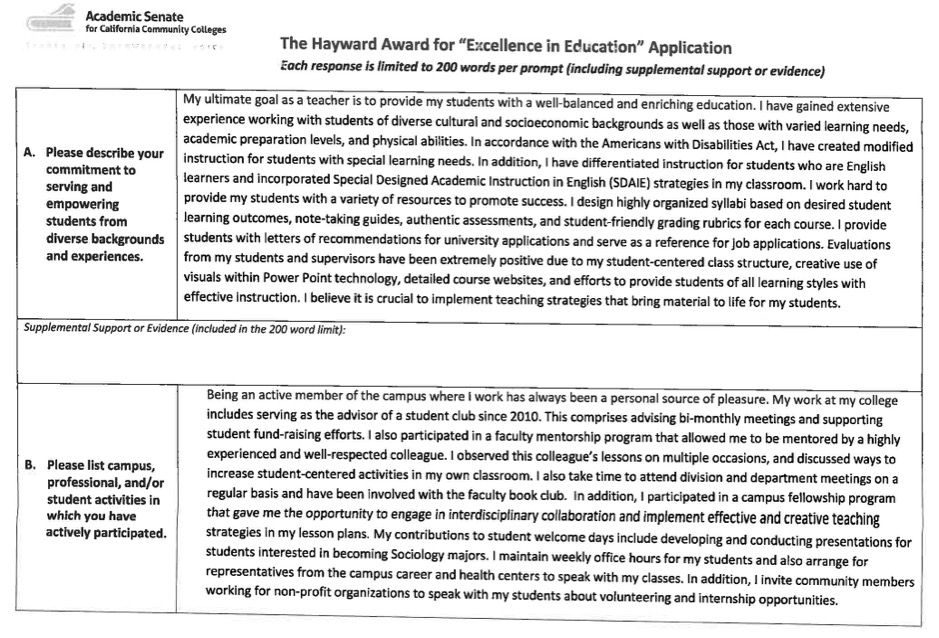 Academic Senate
for California Community Colleges
The Hayward Award for “Excellence in Education” Application
Each response is limited to 200 words per prompt (including supplemental support or evidence)
A. Please describe your
commitment to
serving and
empowering
students from
diverse backgrounds
and experiences.
My ultimate goal as a teacher is to provide my students with a well-balanced and enriching education. I have gained extensive
experience working with students of diverse cultural and socioeconomic backgrounds as well as those with varied learning needs,
academic preparation levels, and physical abilities. In accordance with the Americans with Disabilities Act, I have created modified
instruction for students with special learning needs. In addition, I have differentiated instruction for students who are English
learners and incorporated Special Designed Academic Instruction in English (SDAIE) strategies in my classroom. I work hard to
provide my students with a variety of resources to promote success. I design highly organized syllabi based on desired student
learning outcomes, note-taking guides, authentic assessments, and student-friendly grading rubrics for each course. I provide
students with letters of recommendations for university applications and serve as a reference for job applications. Evaluations
from my students and supervisors have been extremely positive due to my student-centered class structure, creative use of
visuals within Power Point technology, detailed course websites, and efforts to provide students of all learning styles with
effective instruction. I believe it is crucial to implement teaching strategies that bring material to life for my students.
Supplemental Support or Evidence (included in the 200 word limit):
B. Please list campus,
professional, and/or
student activities in
which you have
actively participated.
Being an active member of the campus where I work has always been a personal source of pleasure. My work at my college
includes serving as the advisor of a student club since 2010. This comprises advising bi-monthly meetings and supporting
student fund-raising efforts. I also participated in a faculty mentorship program that allowed me to be mentored by a highly
experienced and well-respected colleague. I observed this colleague's lessons on multiple occasions, and discussed ways to
increase student-centered activities in my own classroom. I also take time to attend division and department meetings on a
regular basis and have been involved with the faculty book club. In addition, I participated in a campus fellowship program
that gave me the opportunity to engage in interdisciplinary collaboration and implement effective and creative teaching
strategies in my lesson plans. My contributions to student welcome days include developing and conducting presentations for
students interested in becoming Sociology majors. I maintain weekly office hours for my students and also arrange for
representatives from the campus career and health centers to speak with my classes. In addition, I invite community members
working for non-profit organizations to speak with my students about volunteering and internship opportunities.